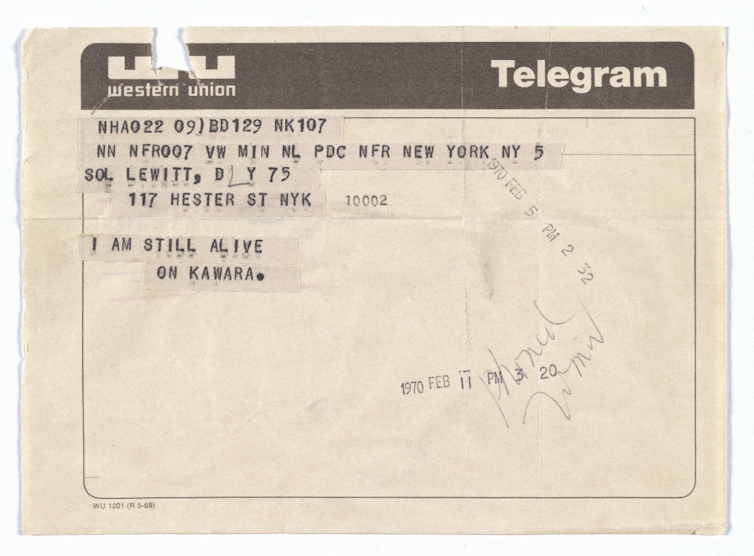 western union
Telegram
NHA022 09)BD129 NK107
NN NFR007 VW MIN NL PDC NFR NEW YORK NY 5
SOL LEWITT, DLY 75
117 HESTER ST NYK 10002
1970 FEB 5 PM 2 32
I AM STILL ALIVE
ON KAWARA.
phoned
1970 FEB 11 PM 3 20
WU 1201 (R 5-69)